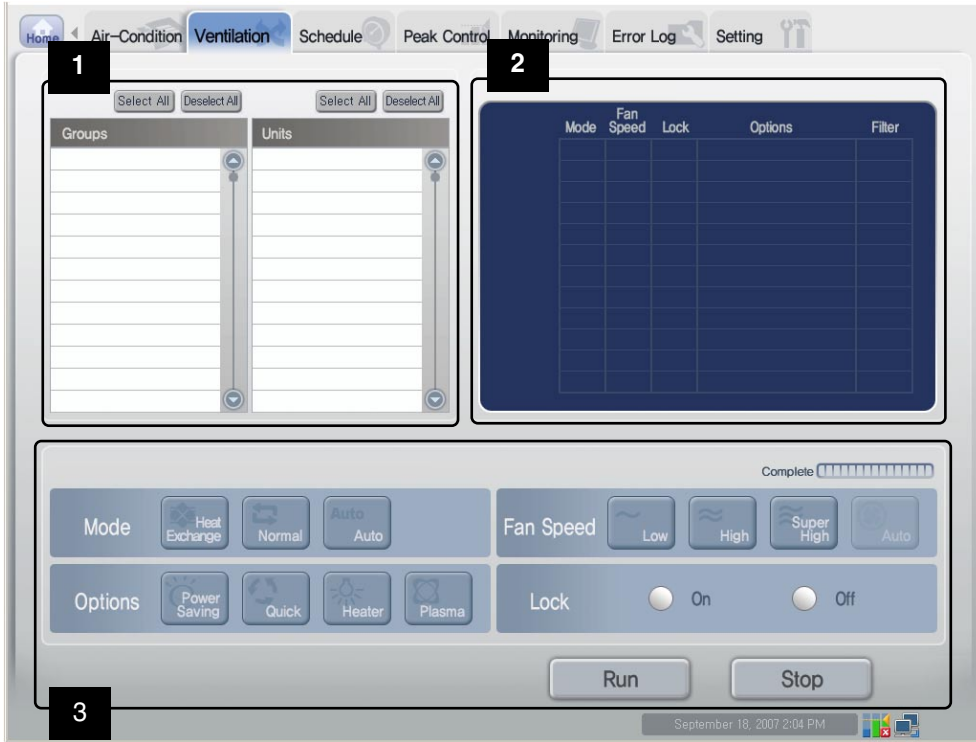 Home Air-Condition Ventilation Schedule Peak Control Monitoring Error Log Setting
1
Select All Deselect All Select All Deselect All
Groups Units
2
Mode Fan Speed Lock Options Filter
Complete
Mode Heat Exchange Normal Auto Auto
Fan Speed Low High Super High Auto
Options Power Saving Quick Heater Plasma
Lock On Off
Run Stop
3
September 18, 2007 2:04 PM